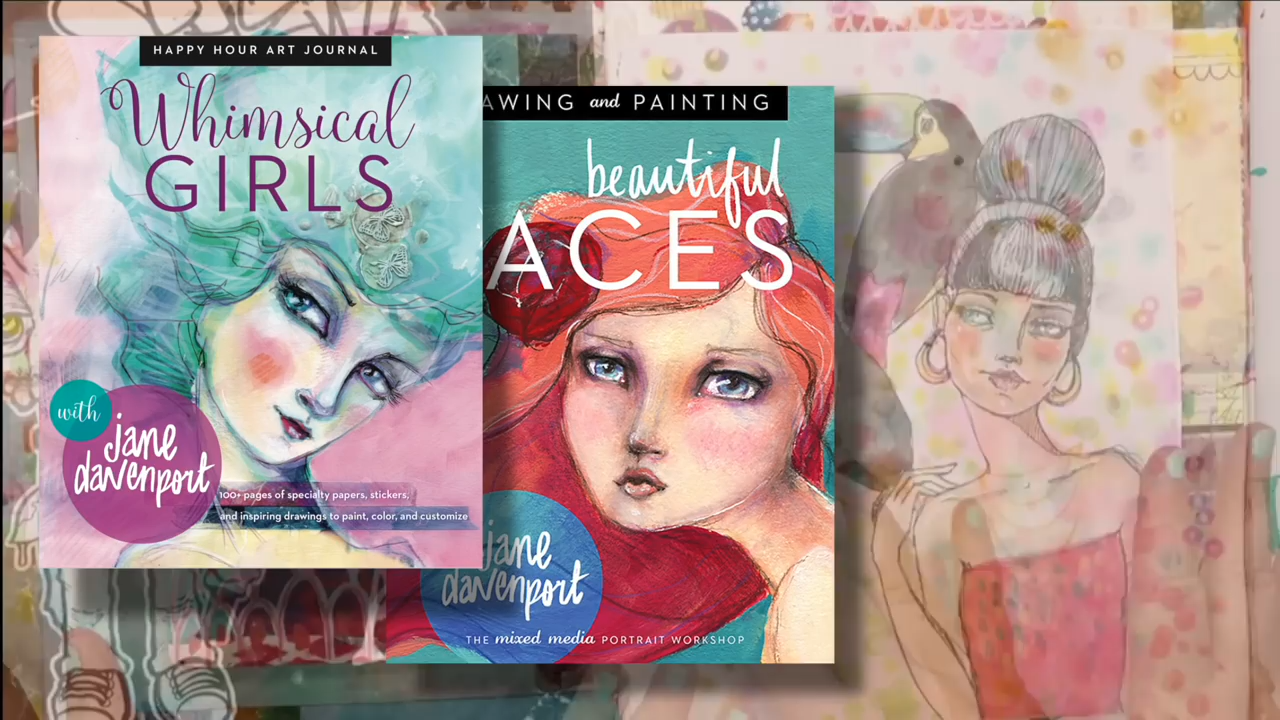 HAPPY HOUR ART JOURNAL
Whimsical
GIRLS
with
jane
davenport
100+ pages of specialty papers, stickers,
and inspiring drawings to paint, color, and customize
AWING and PAINTING
beautiful
ACES
jane
davenport
THE mixed media PORTRAIT WORKSHOP